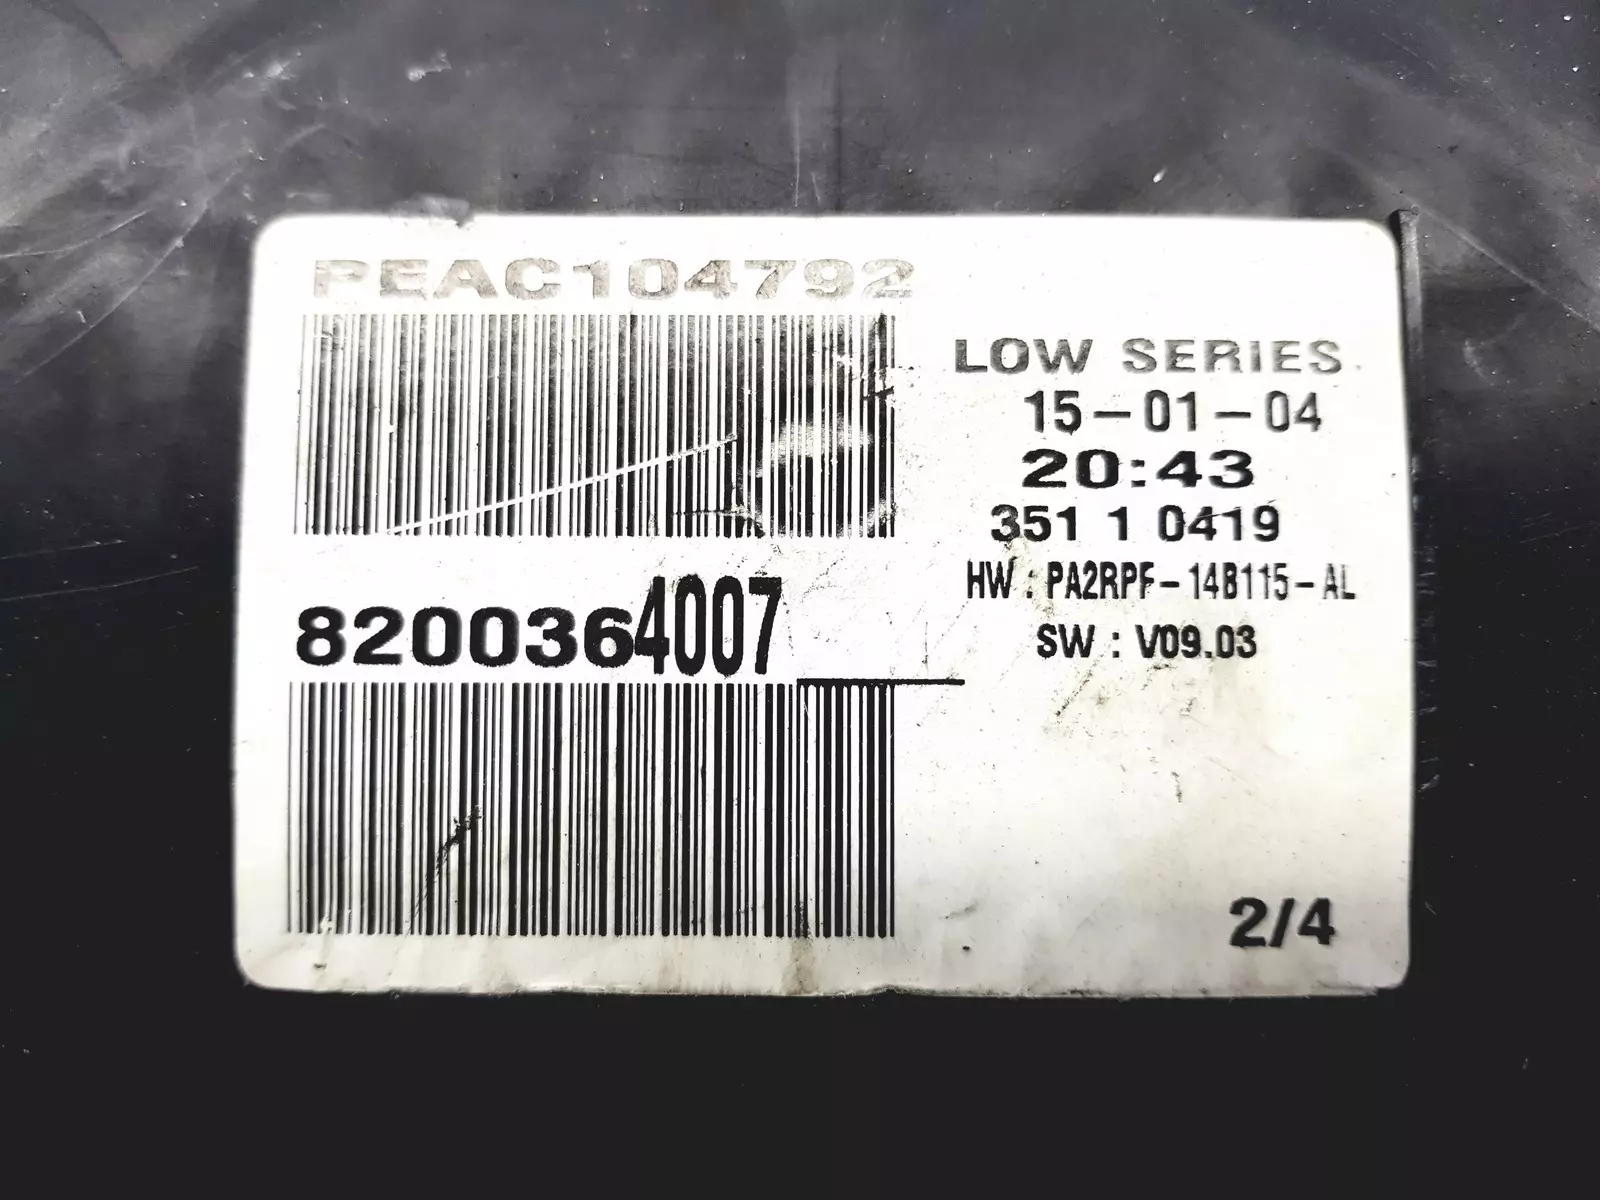 PEAC104792
LOW SERIES
15-01-04
20:43
351 1 0419
HW : PA2RPF-14B115-AL
SW : V09.03
8200364007
2/4